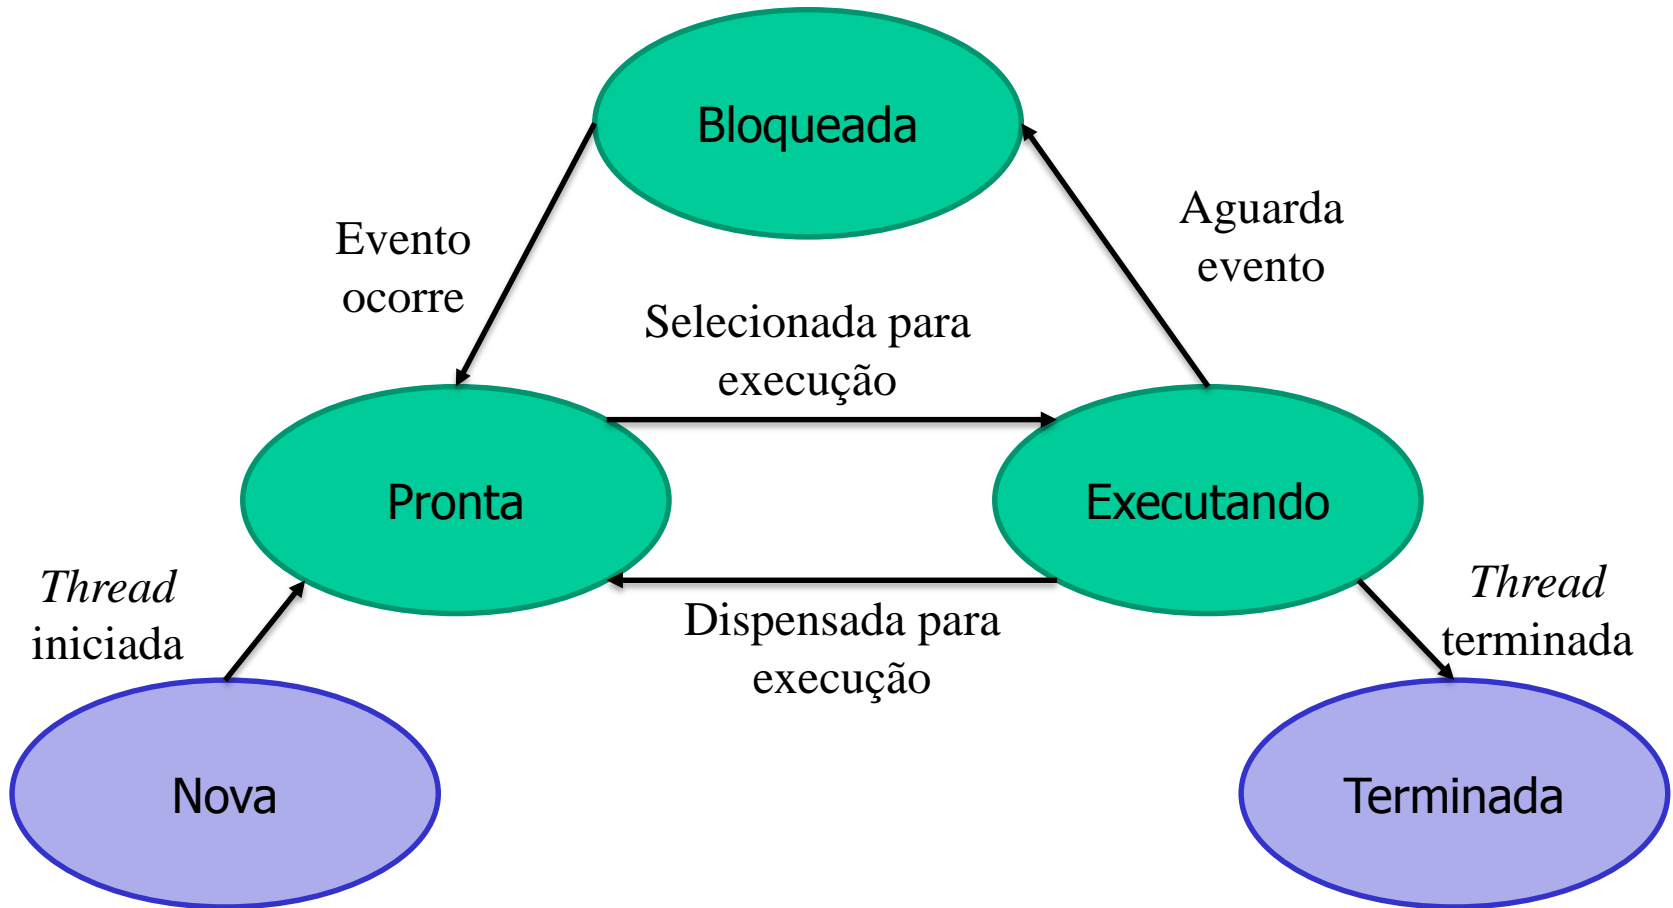 Bloqueada
Evento
ocorre
Aguarda
evento
Selecionada para
execução
Pronta
Executando
Thread
iniciada
Dispensada para
execução
Thread
terminada
Nova
Terminada